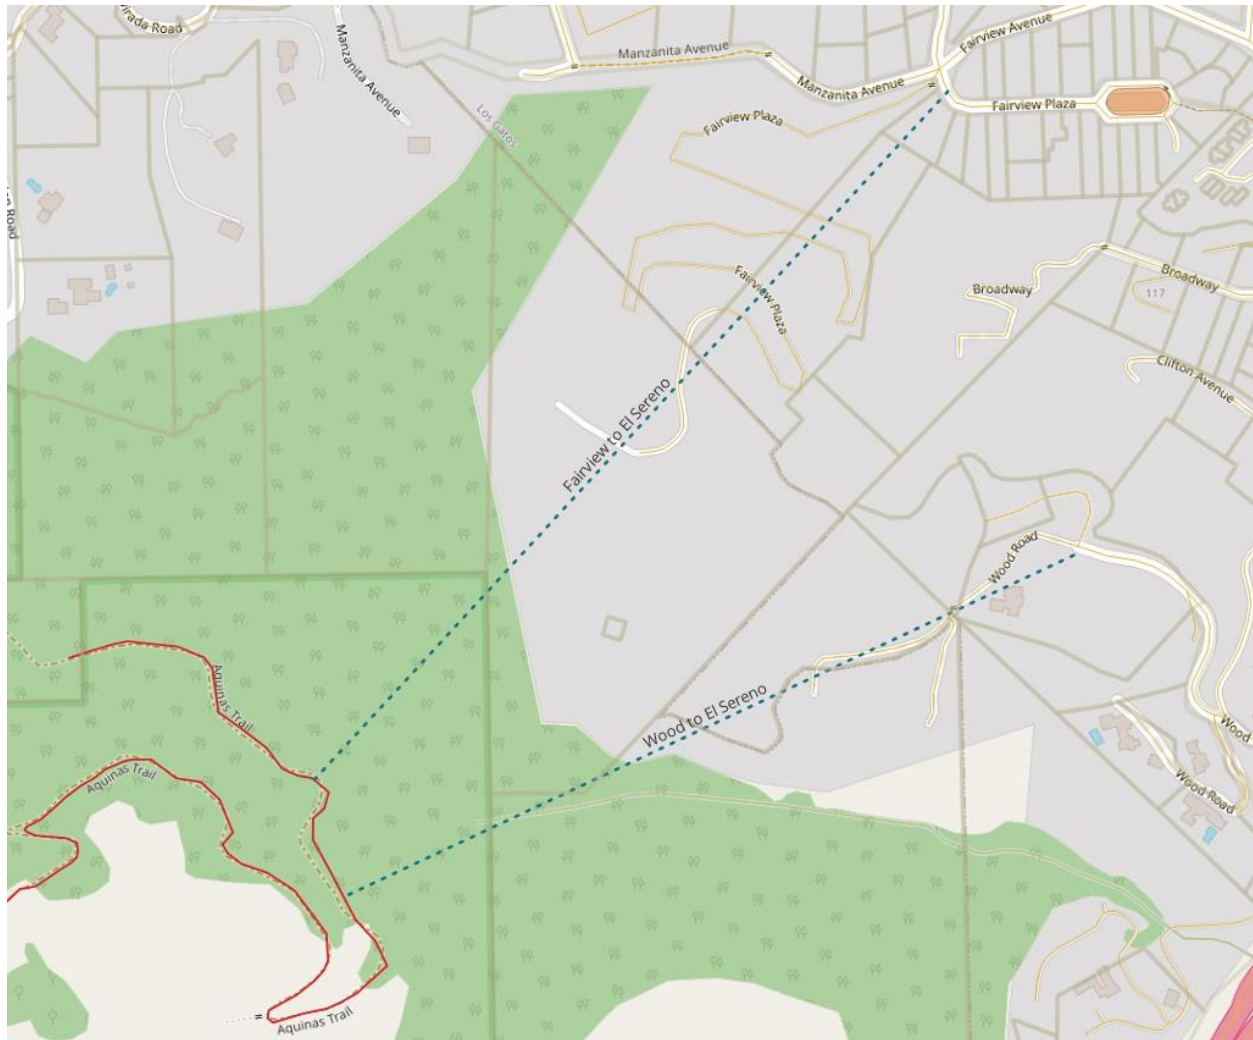 Mirada Road
Manzanita Avenue
Manzanita Avenue
Manzanita Avenue
Fairview Avenue
Fairview Plaza
Fairview Plaza
Los Gatos
Road
Fairview Plaza
Broadway
Broadway
117
Clifton Avenue
Fairview to El Sereno
Wood Road
Wood to El Sereno
Wood
Wood Road
Aquinas Trail
Aquinas Trail
Aquinas Trail